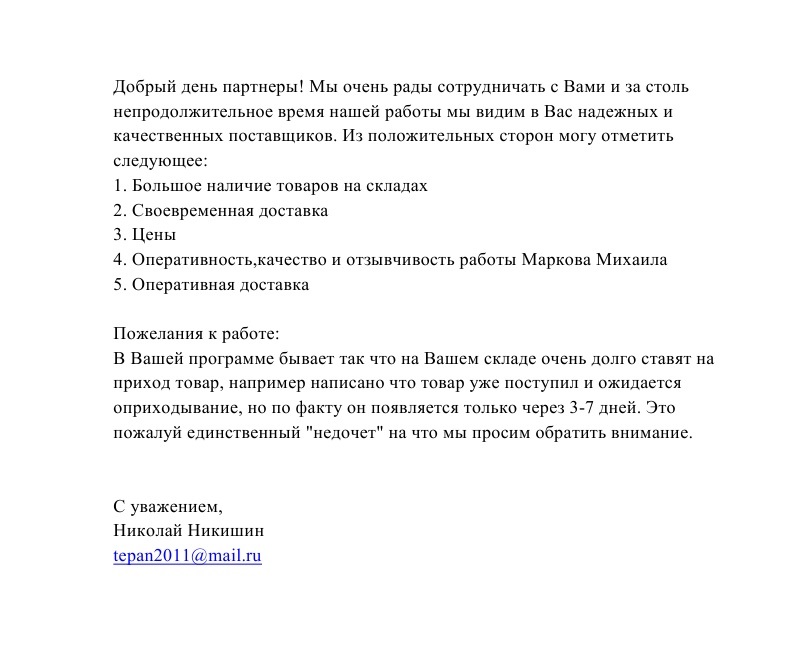 Добрый день партнеры! Мы очень рады сотрудничать с Вами и за столь
непродолжительное время нашей работы мы видим в Вас надежных и
качественных поставщиков. Из положительных сторон могу отметить
следующее:
1. Большое наличие товаров на складах
2. Своевременная доставка
3. Цены
4. Оперативность,качество и отзывчивость работы Маркова Михаила
5. Оперативная доставка
Пожелания к работе:
В Вашей программе бывает так что на Вашем складе очень долго ставят на
приход товар, например написано что товар уже поступил и ожидается
оприходывание, но по факту он появляется только через 3-7 дней. Это
пожалуй единственный "недочет" на что мы просим обратить внимание.
С уважением,
Николай Никишин
tepan2011@mail.ru